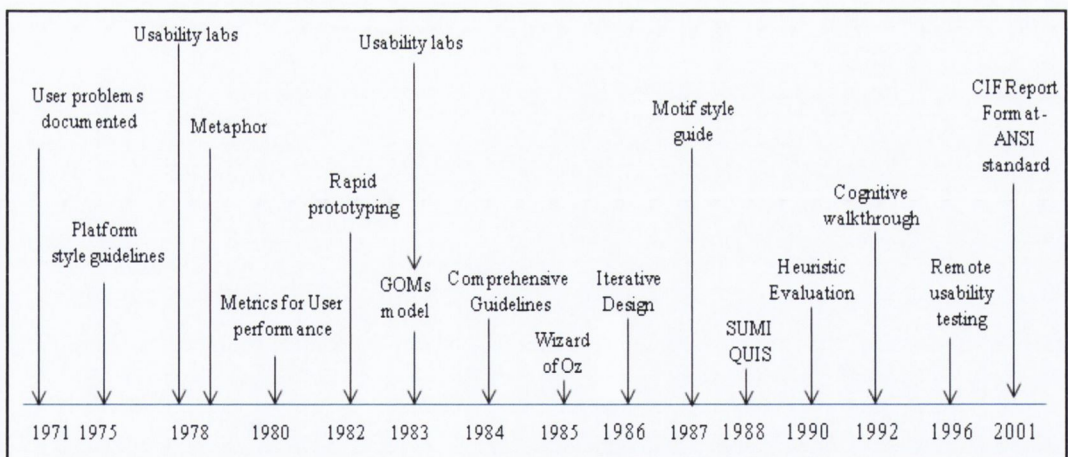 Usability labs
Usability labs
User problems
documented
Metaphor
Motif style
guide
CIF Report
Format-
ANSI
standard
Rapid
prototyping
Cognitive
walkthrough
Platform
style guidelines
Metrics for User
performance
GOMs
model
Comprehensive
Guidelines
Wizard
of Oz
Iterative
Design
SUMI
QUIS
Heuristic
Evaluation
Remote
usability
testing
1971 1975 1978 1980 1982 1983 1984 1985 1986 1987 1988 1990 1992 1996 2001